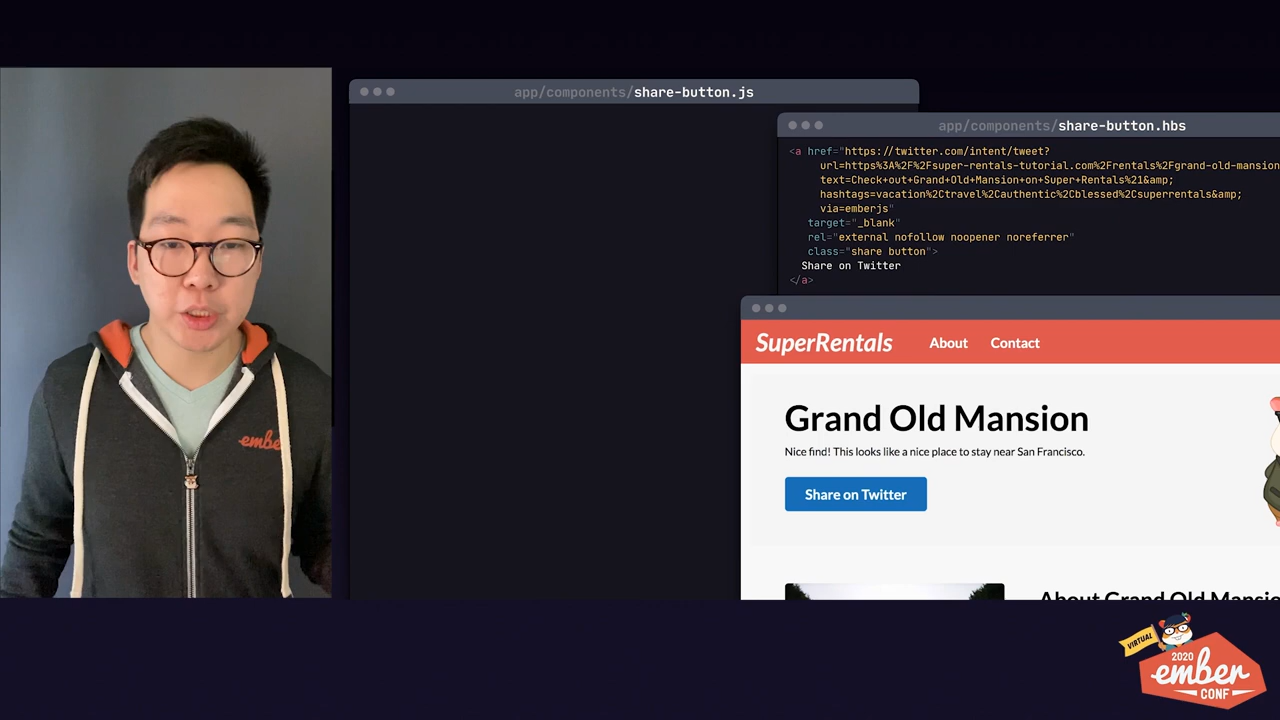 app/components/share-button.js
app/components/share-button.hbs
<a href="https://twitter.com/intent/tweet?
url=https%3A%2F%2Fsuper-rentals-tutorial.com%2Frentals%2Fgrand-old-mansion
text=Check+out+Grand+Old+Mansion+on+Super+Rentals%21&amp;
hashtags=vacation%2Ctravel%2Cauthentic%2Cblessed%2Csuperrentals&amp;
via=emberjs"
target="_blank"
rel="external nofollow noopener noreferrer"
class="share button">
Share on Twitter
</a>
SuperRentals About Contact
Grand Old Mansion
Nice find! This looks like a nice place to stay near San Francisco.
Share on Twitter
About Grand Old Mansio
ember
VIRTUAL
2020
ember
CONF